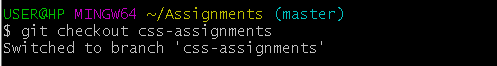 USER@HP MINGW64 ~/Assignments (master)
$ git checkout css-assignments
Switched to branch 'css-assignments'